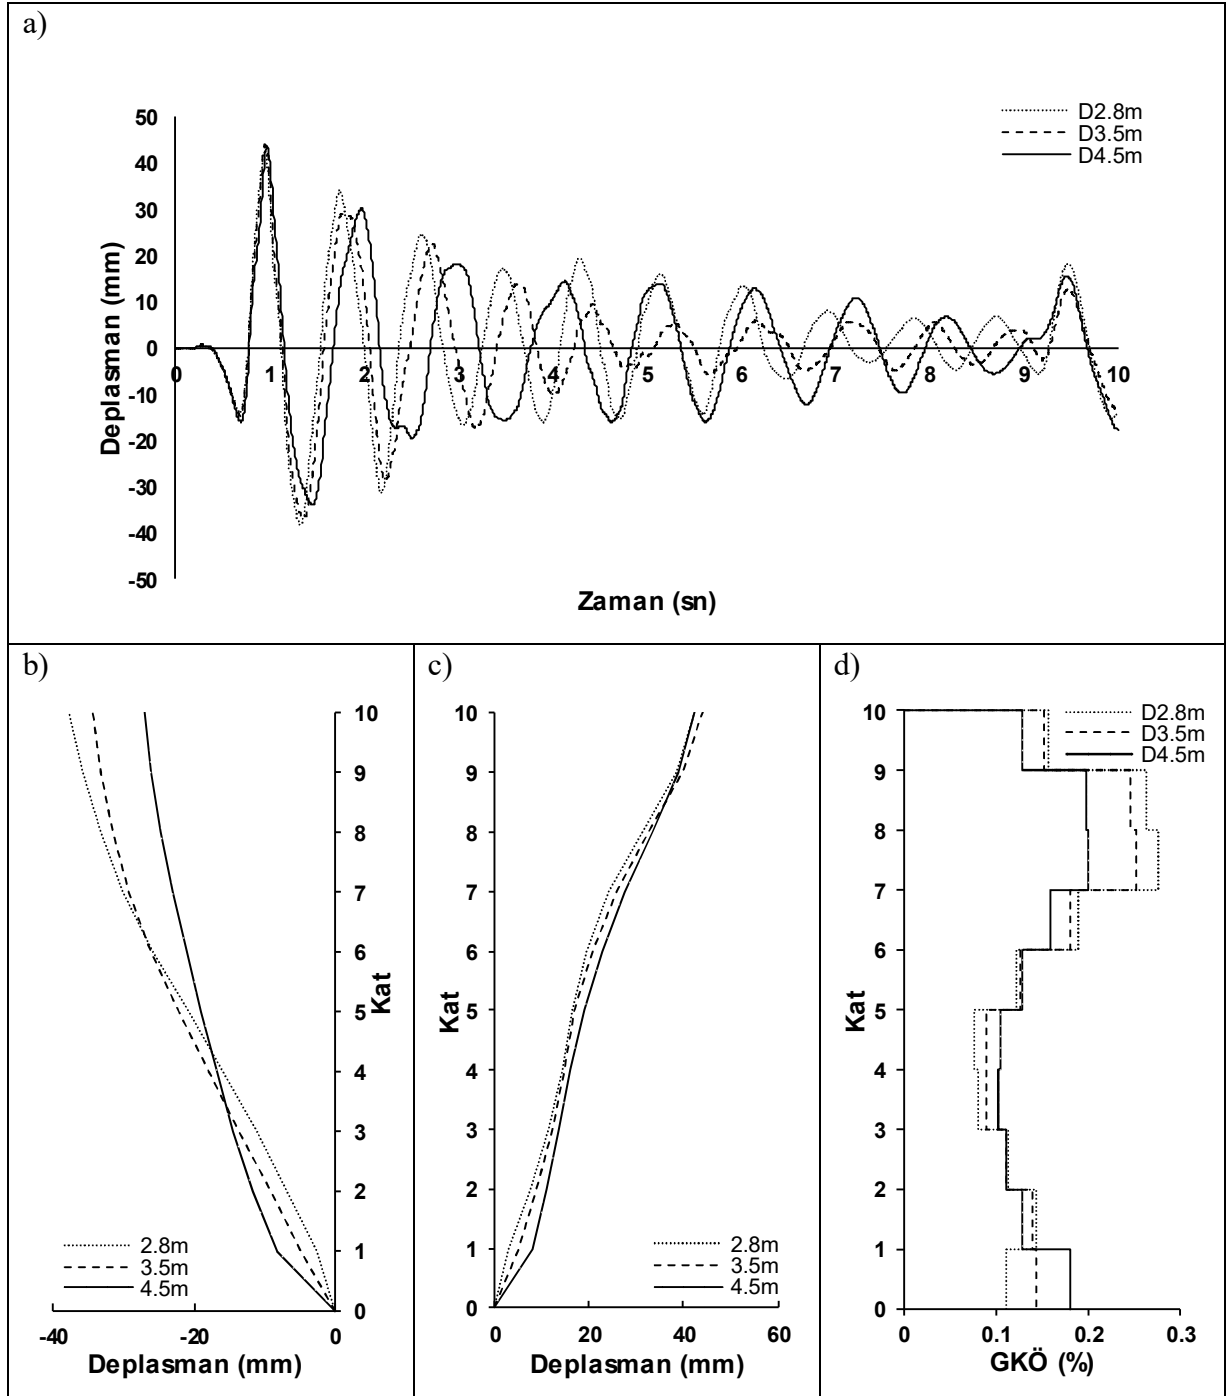 a)
D2.8m
D3.5m
D4.5m
50
40
30
20
10
0
-10
-20
-30
-40
-50
0 1 2 3 4 5 6 7 8 9 10
Deplasman (mm)
Zaman (sn)
b)
10
9
8
7
6
5
4
3
2
1
0
Kat
2.8m
3.5m
4.5m
-40 -20 0
Deplasman (mm)
c)
10
9
8
7
6
5
4
3
2
1
0
Kat
2.8m
3.5m
4.5m
0 20 40 60
Deplasman (mm)
d)
D2.8m
D3.5m
D4.5m
10
9
8
7
6
5
4
3
2
1
0
Kat
0 0.1 0.2 0.3
GKÖ (%)